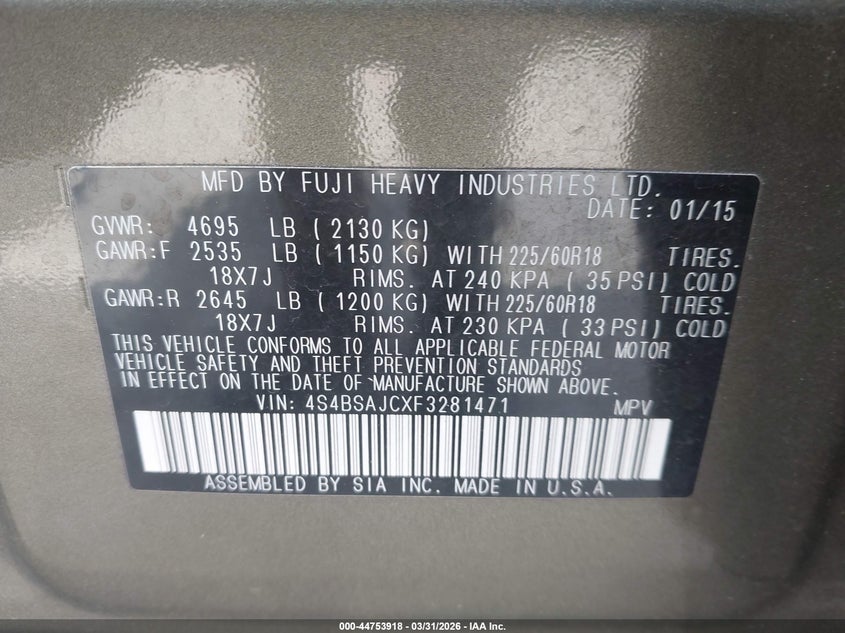 MFD BY FUJI HEAVY INDUSTRIES LTD.
DATE: 01/15
GVWR: 4695 LB ( 2130 KG)
GAWR:F 2535 LB ( 1150 KG) WITH 225/60R18 TIRES.
18X7J RIMS. AT 240 KPA ( 35 PSI) COLD
GAWR:R 2645 LB ( 1200 KG) WITH 225/60R18 TIRES.
18X7J RIMS. AT 230 KPA ( 33 PSI) COLD
THIS VEHICLE CONFORMS TO ALL APPLICABLE FEDERAL MOTOR
VEHICLE SAFETY AND THEFT PREVENTION STANDARDS
IN EFFECT ON THE DATE OF MANUFACTURE SHOWN ABOVE.
VIN: 4S4BSAJCXF3281471 MPV
ASSEMBLED BY SIA INC. MADE IN U.S.A.
000-44753918 - 03/31/2026 - IAA Inc.